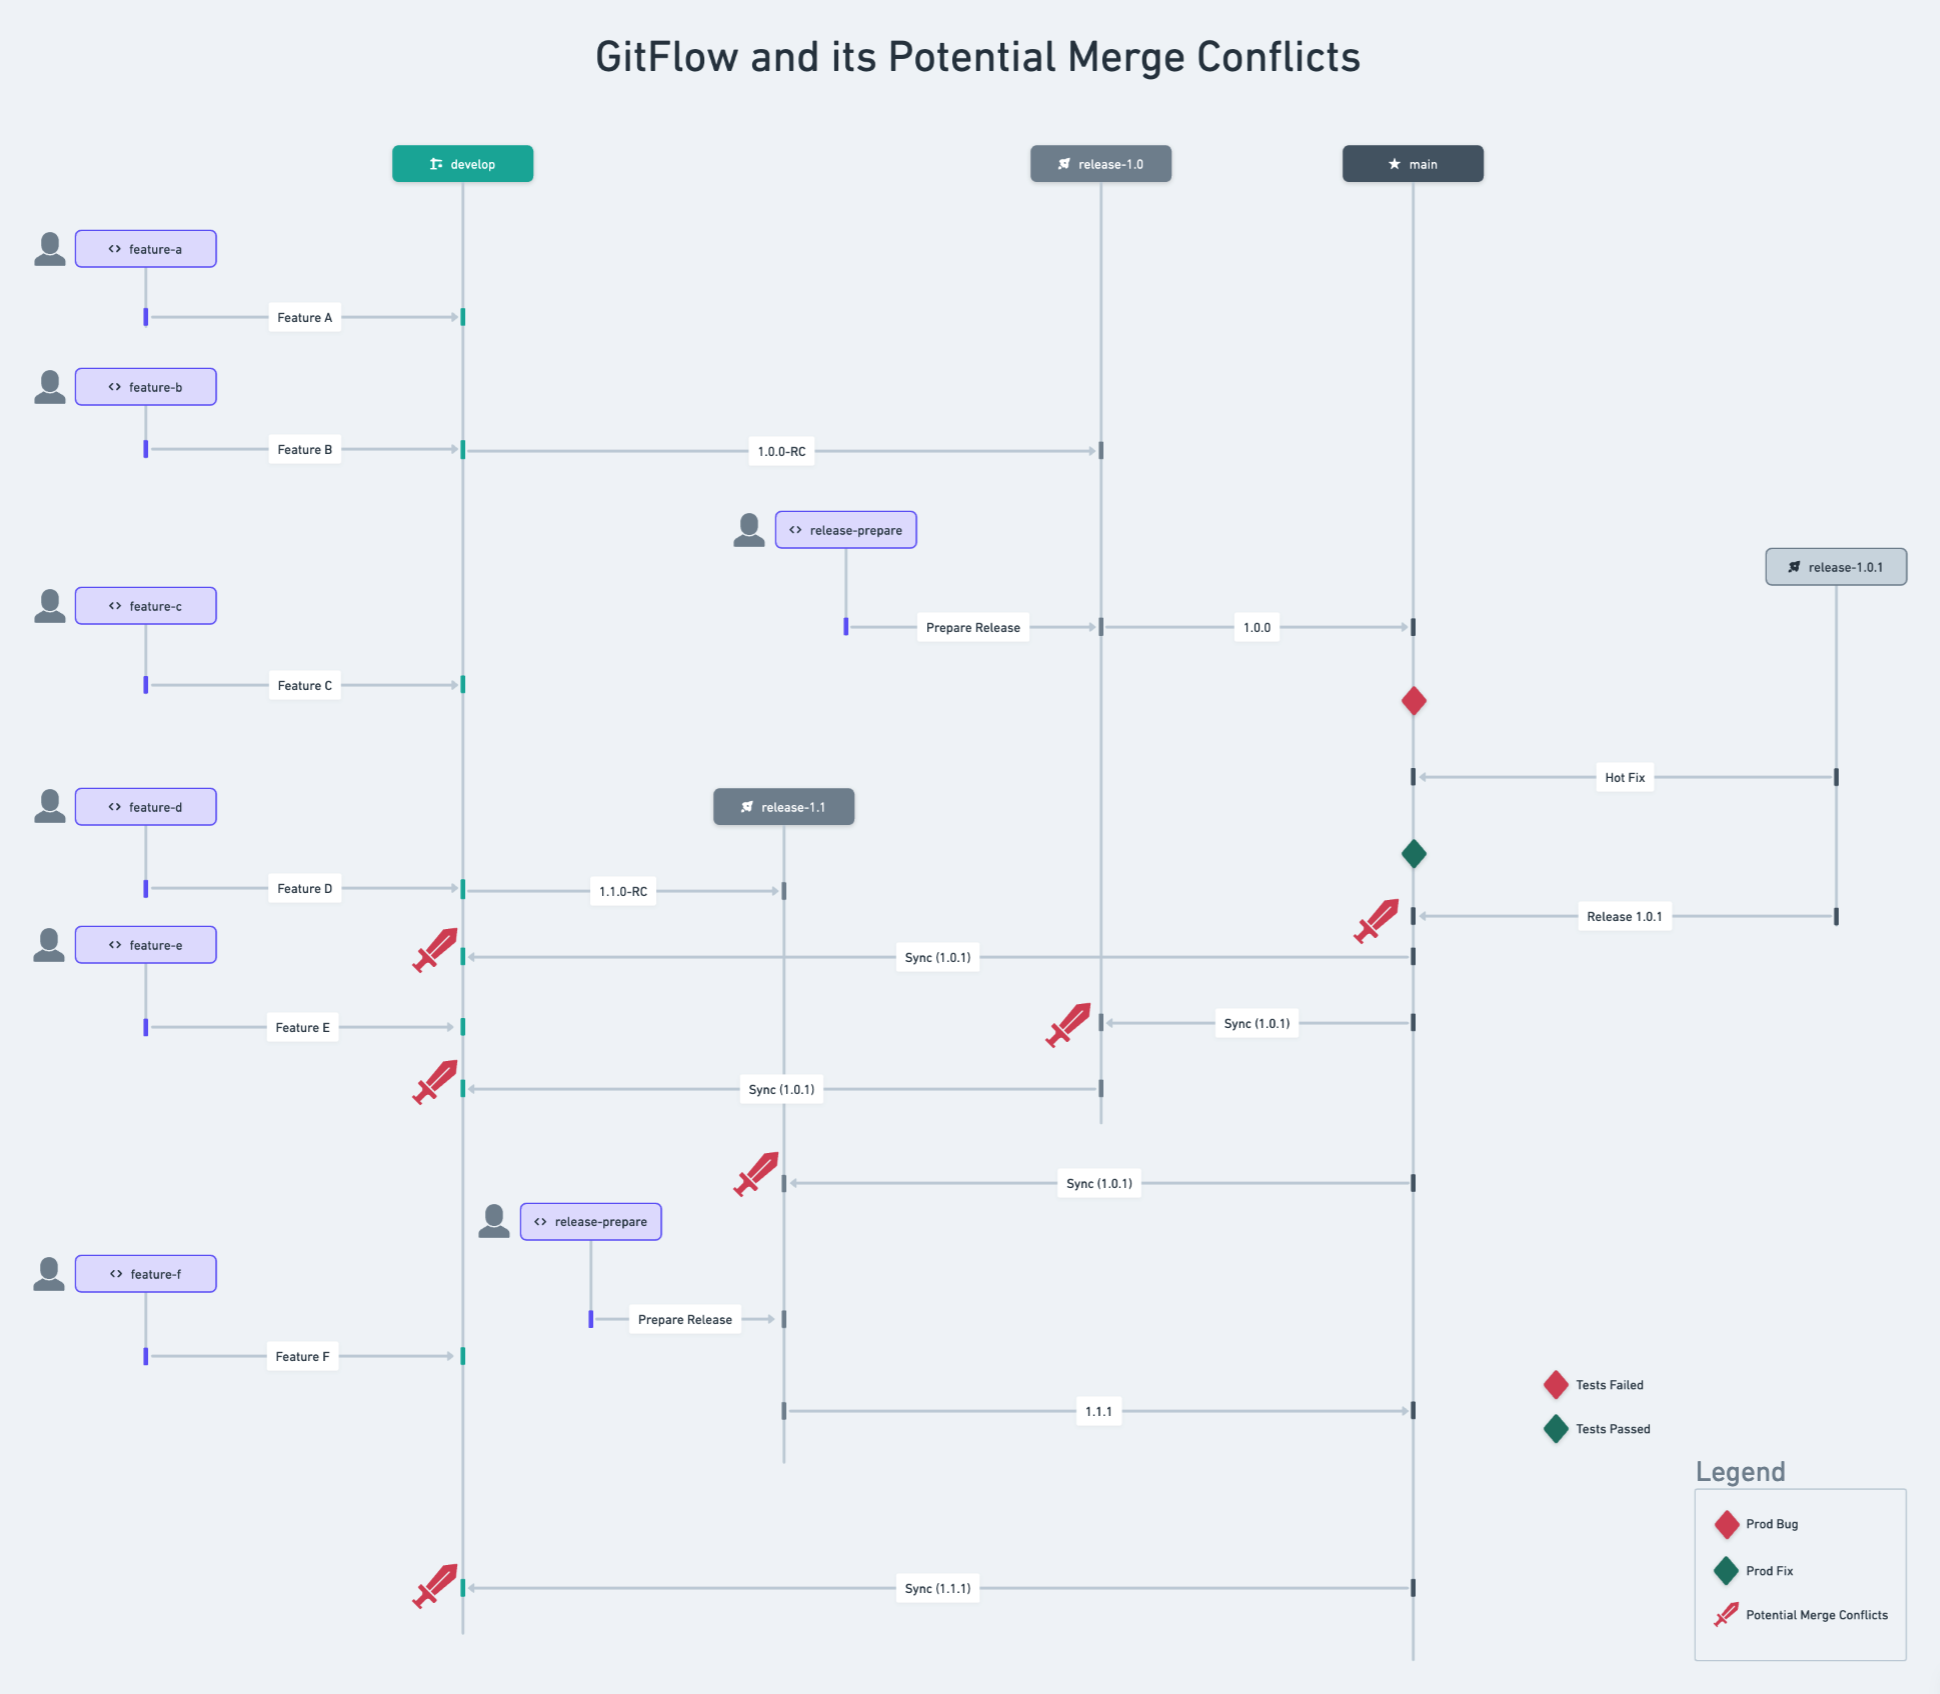 GitFlow and its Potential Merge Conflicts
develop
release-1.0
main
feature-a
Feature A
feature-b
Feature B
1.0.0-RC
release-prepare
release-1.0.1
feature-c
Prepare Release
1.0.0
Feature C
Hot Fix
feature-d
release-1.1
Feature D
1.1.0-RC
Release 1.0.1
feature-e
Sync (1.0.1)
Feature E
Sync (1.0.1)
Sync (1.0.1)
Sync (1.0.1)
release-prepare
feature-f
Prepare Release
Feature F
Tests Failed
1.1.1
Tests Passed
Legend
Prod Bug
Prod Fix
Sync (1.1.1)
Potential Merge Conflicts